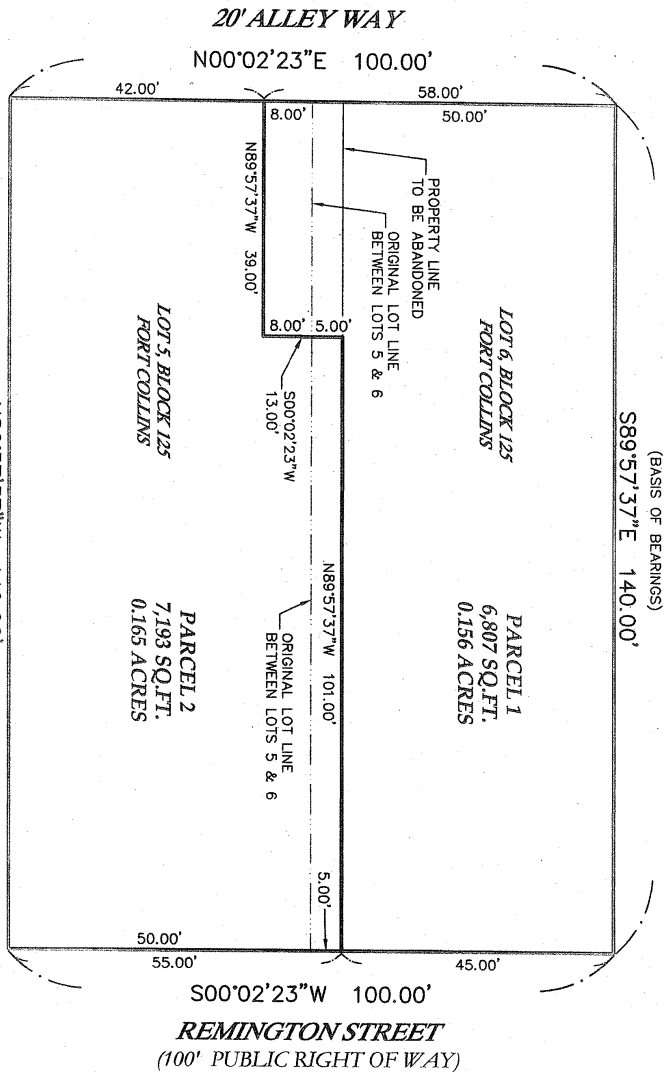 20' ALLEY WAY
N00°02'23"E 100.00'
42.00'
58.00'
8.00'
50.00'
N89°57'37"W 39.00'
PROPERTY LINE
TO BE ABANDONED
ORIGINAL LOT LINE
BETWEEN LOTS 5 & 6
8.00'
5.00'
S00°02'23"W
13.00'
LOT 6, BLOCK 125
FORT COLLINS
LOT 5, BLOCK 125
FORT COLLINS
(BASIS OF BEARINGS)
S89°57'37"E 140.00'
N89°57'37"W 101.00'
PARCEL 1
6,807 SQ.FT.
0.156 ACRES
PARCEL 2
7,193 SQ.FT.
0.165 ACRES
ORIGINAL LOT LINE
BETWEEN LOTS 5 & 6
5.00'
50.00'
55.00'
45.00'
S00°02'23"W 100.00'
REMINGTON STREET
(100' PUBLIC RIGHT OF WAY)